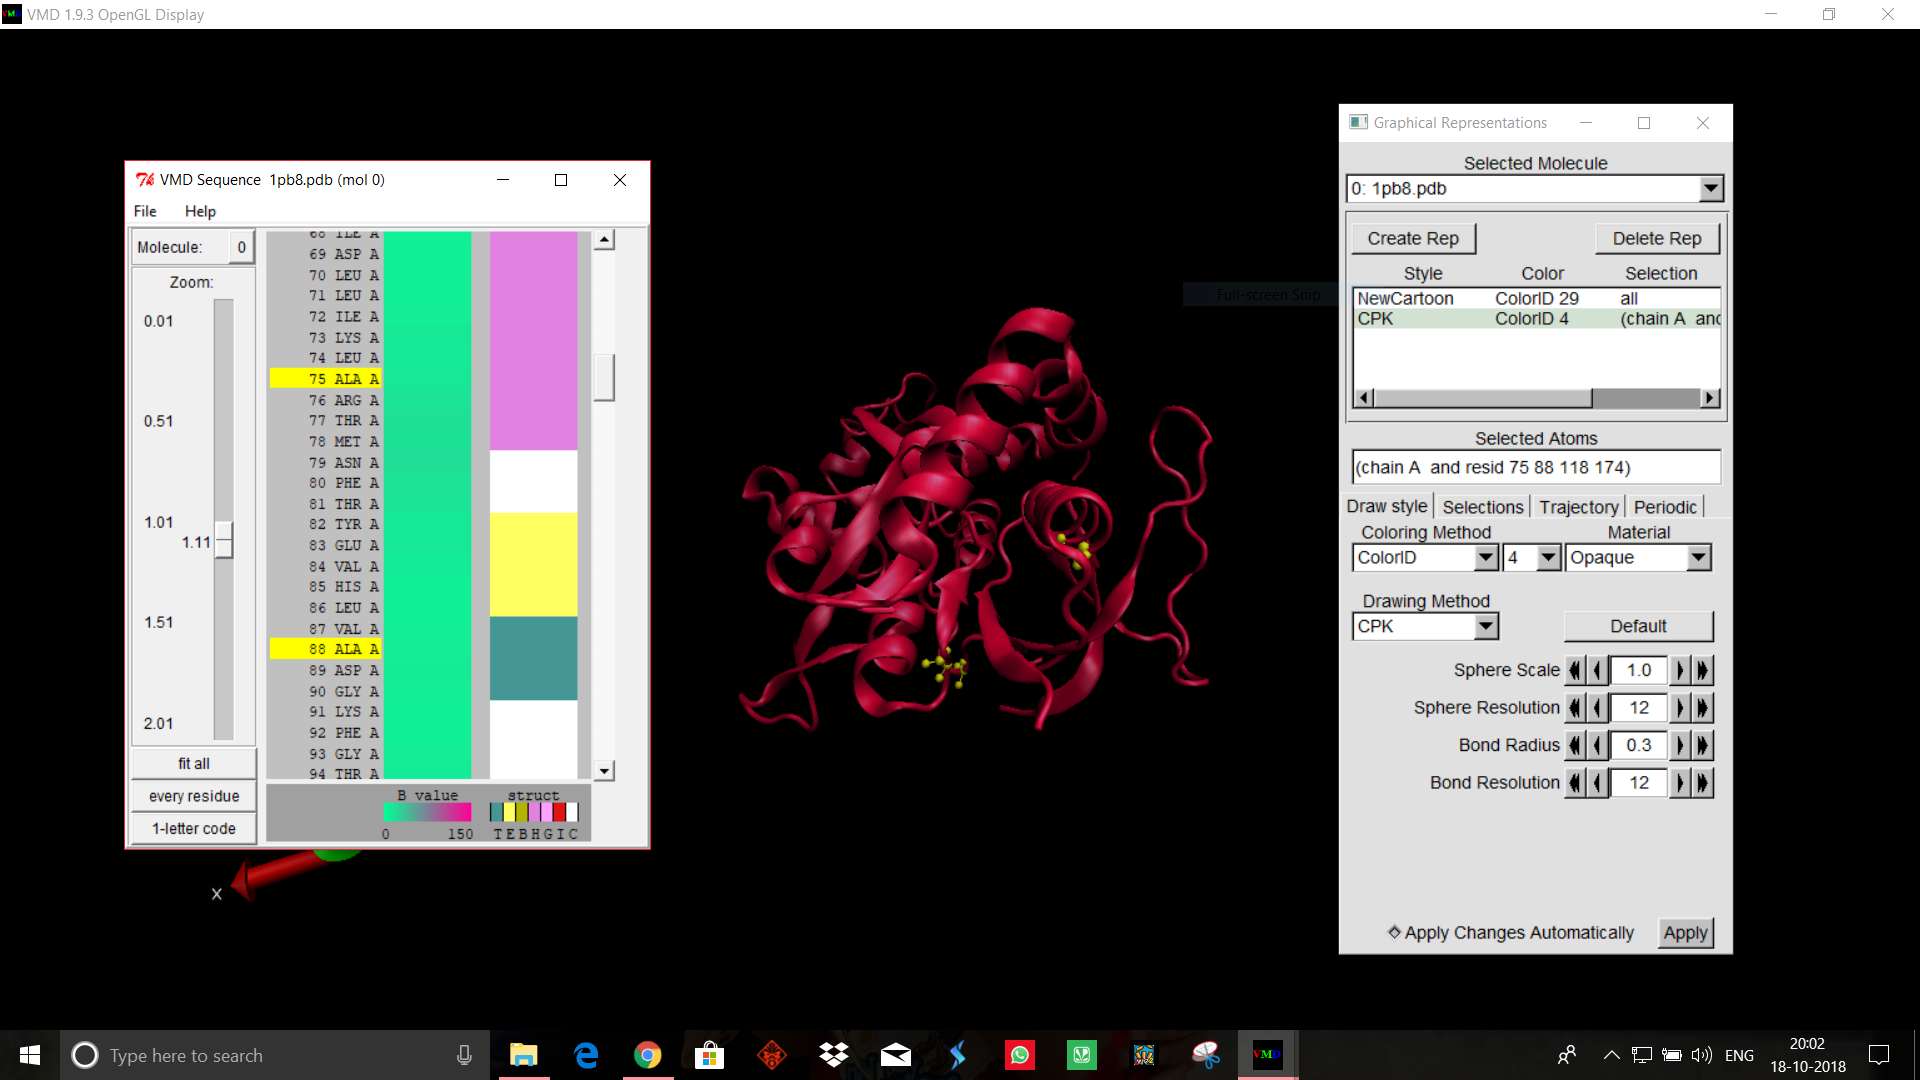 VMD 1.9.3 OpenGL Display
VMD Sequence 1pb8.pdb (mol 0)
File Help
Molecule: 0
Zoom:
0.01
0.51
1.01
1.11
1.51
2.01
fit all
every residue
1-letter code
68 ILE A
69 ASP A
70 LEU A
71 LEU A
72 ILE A
73 LYS A
74 LEU A
75 ALA A
76 ARG A
77 THR A
78 MET A
79 ASN A
80 PHE A
81 THR A
82 TYR A
83 GLU A
84 VAL A
85 HIS A
86 LEU A
87 VAL A
88 ALA A
89 ASP A
90 GLY A
91 LYS A
92 PHE A
93 GLY A
94 THR A
B value struct
0 150 T E B H G I C
x
Full-screen Snip
Graphical Representations
Selected Molecule
0: 1pb8.pdb
Create Rep Delete Rep
Style Color Selection
NewCartoon ColorID 29 all
CPK ColorID 4 (chain A and
Selected Atoms
(chain A and resid 75 88 118 174)
Draw style Selections Trajectory Periodic
Coloring Method Material
ColorID 4 Opaque
Drawing Method
CPK Default
Sphere Scale 1.0
Sphere Resolution 12
Bond Radius 0.3
Bond Resolution 12
Apply Changes Automatically Apply
Type here to search
VMD
ENG
20:02
18-10-2018